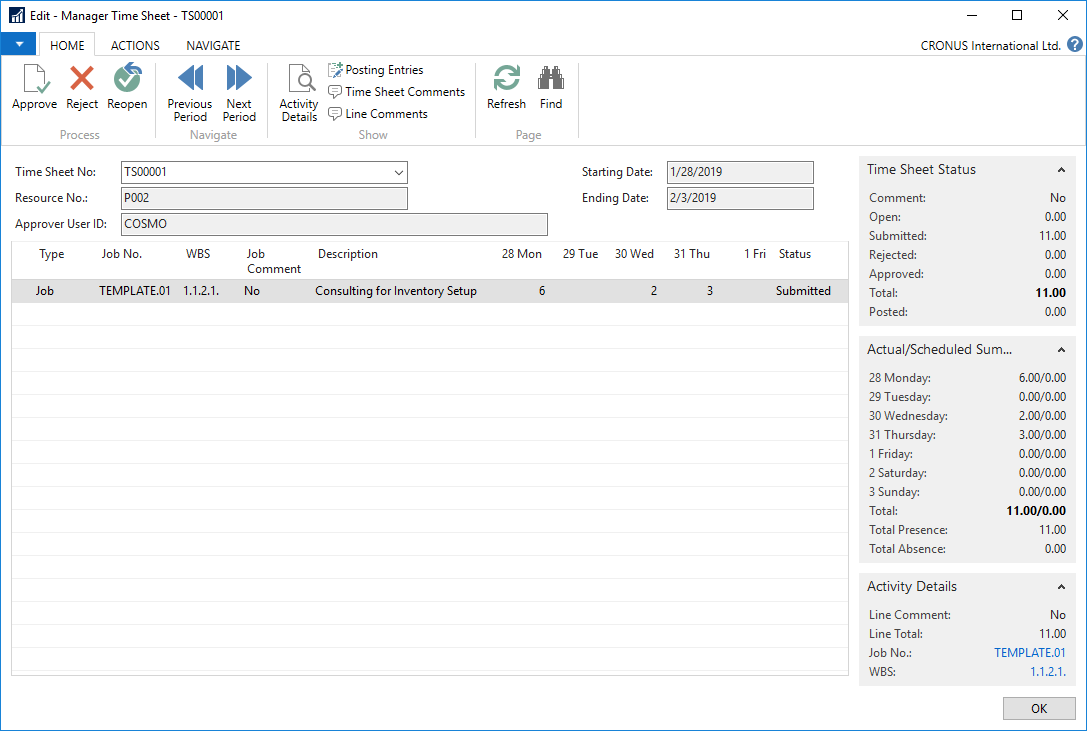 Edit - Manager Time Sheet - TS00001
HOME ACTIONS NAVIGATE CRONUS International Ltd. ?
Approve Reject Reopen
Process
Previous Period Next Period
Navigate
Activity Details
Posting Entries
Time Sheet Comments
Line Comments
Show
Refresh Find
Page
Time Sheet No: TS00001
Resource No.: P002
Approver User ID: COSMO
Starting Date: 1/28/2019
Ending Date: 2/3/2019
Type Job No. WBS Job Comment Description 28 Mon 29 Tue 30 Wed 31 Thu 1 Fri Status
Job TEMPLATE.01 1.1.2.1. No Consulting for Inventory Setup 6 2 3 Submitted
Time Sheet Status
Comment: No
Open: 0.00
Submitted: 11.00
Rejected: 0.00
Approved: 0.00
Total: 11.00
Posted: 0.00
Actual/Scheduled Sum...
28 Monday: 6.00/0.00
29 Tuesday: 0.00/0.00
30 Wednesday: 2.00/0.00
31 Thursday: 3.00/0.00
1 Friday: 0.00/0.00
2 Saturday: 0.00/0.00
3 Sunday: 0.00/0.00
Total: 11.00/0.00
Total Presence: 11.00
Total Absence: 0.00
Activity Details
Line Comment: No
Line Total: 11.00
Job No.: TEMPLATE.01
WBS: 1.1.2.1.
OK